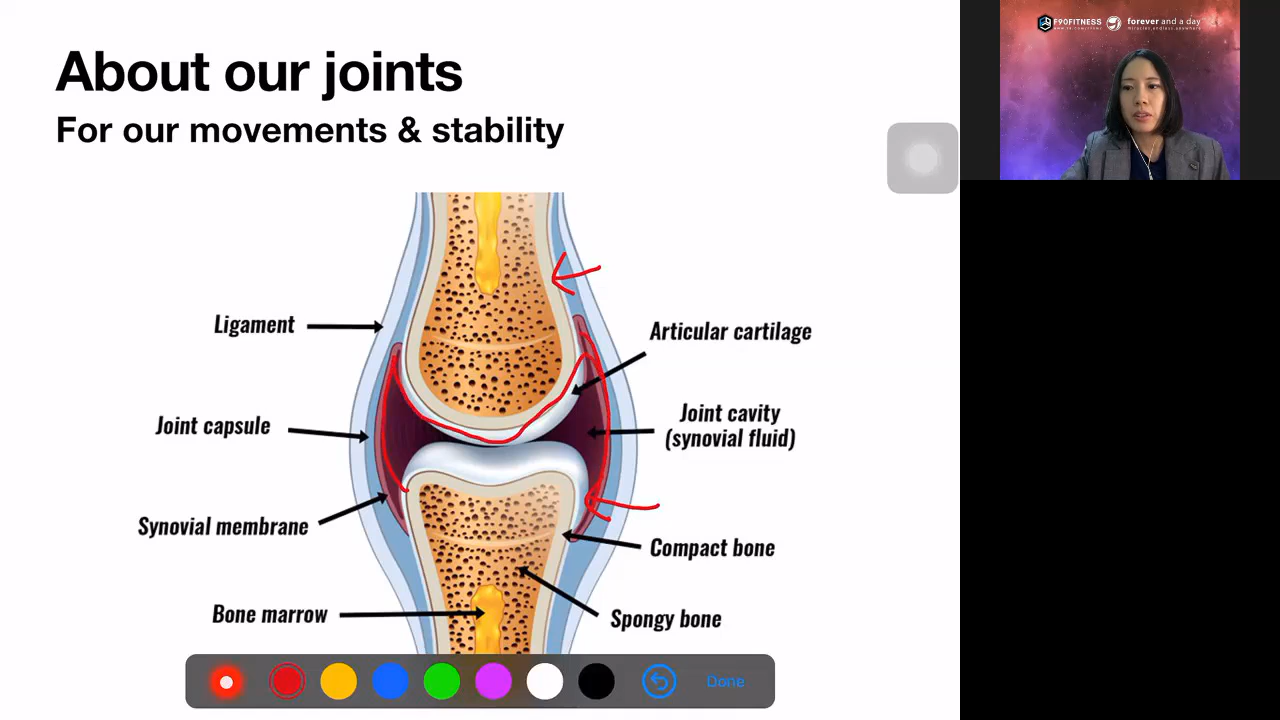 About our joints
For our movements & stability
Ligament
Articular cartilage
Joint capsule
Joint cavity
(synovial fluid)
Synovial membrane
Compact bone
Bone marrow
Spongy bone
Done
F90FITNESS
forever and a day